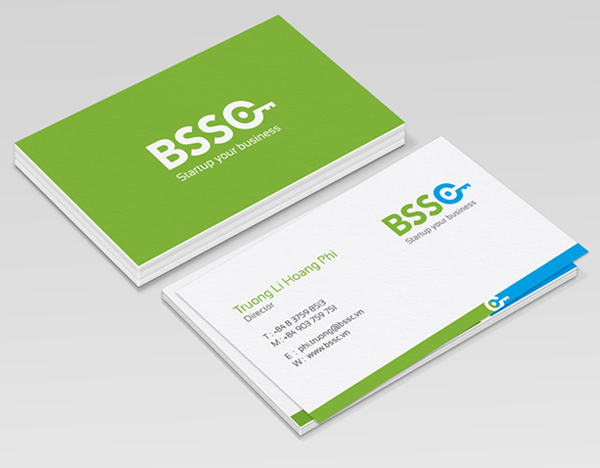 BSSC
Startup your business
BSSC
Startup your business
Truong Li Hoang Phi
Director
T : +84 8 3759 8513
M : +84 903 759 751
E : phi.truong@bssc.vn
W : www.bssc.vn